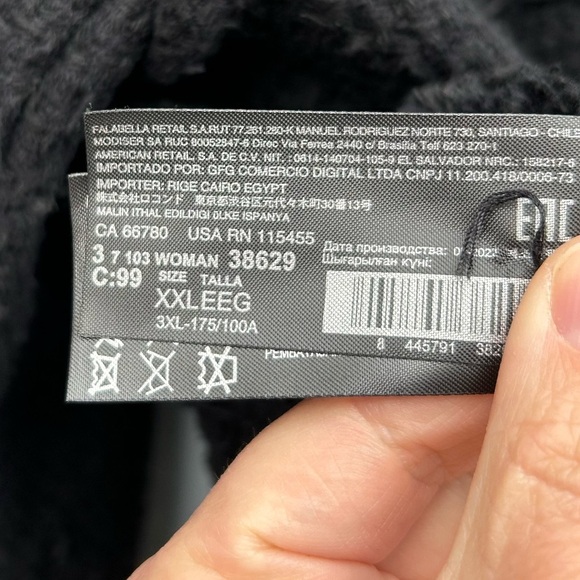 FALABELLA RETAIL S.A.RUT 77.261.280-K MANUEL RODRIGUEZ NORTE 730, SANTIAGO - CHILE
MODISER SA RUC 80052847-6 Direc Via Ferrea 2440 c/ Brasilia Telf 623 270-1
AMERICAN RETAIL, S.A. DE C.V. NIT. :0614-140704-105-9 EL SALVADOR NRC.: 158217-6
IMPORTADO POR: GFG COMERCIO DIGITAL LTDA CNPJ 11.200.418/0006-73
IMPORTER: RIGE CAIRO EGYPT
株式会社ロコンド 東京都渋谷区元代々木町30番13号
MALIN ITHAL EDILDIGI ÜLKE ISPANYA
CA 66780 USA RN 115455
EAC
3 7 103 WOMAN 38629
C:99 SIZE TALLA
XXLEEG
3XL-175/100A
Дата производства:
Шығарылған күні:
8 445791 382